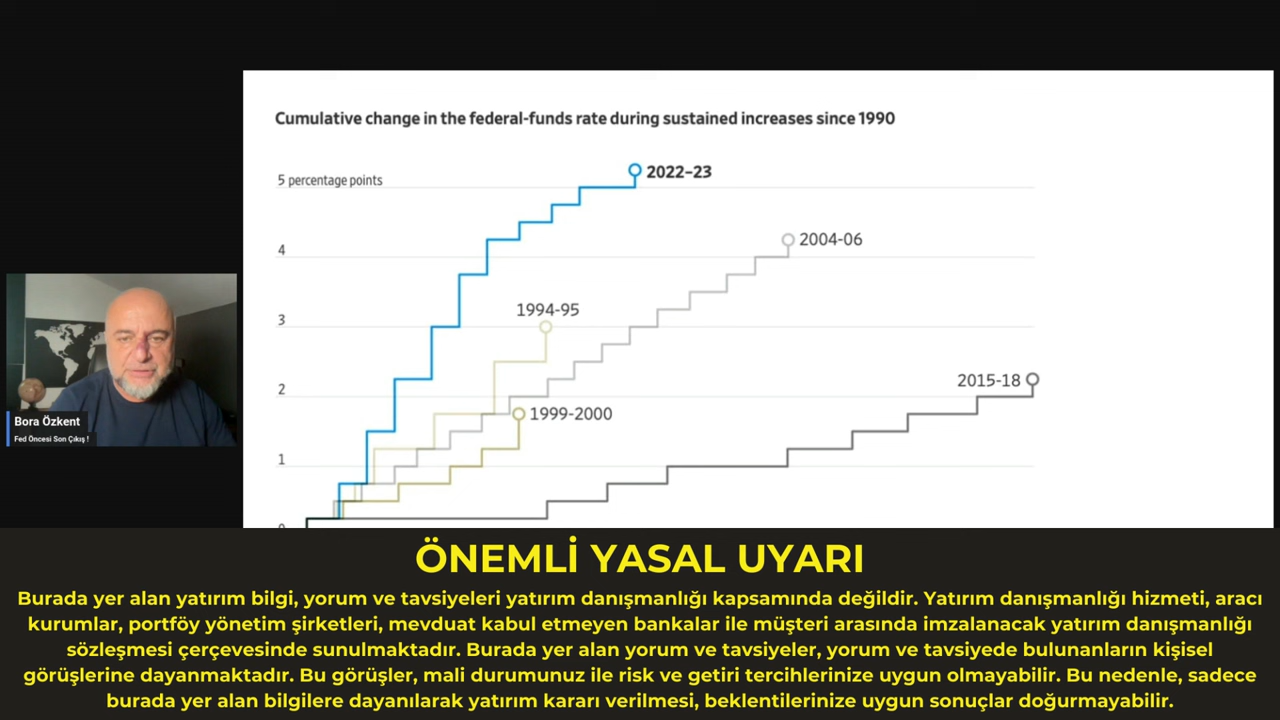 Cumulative change in the federal-funds rate during sustained increases since 1990
5 percentage points
2022–23
4
2004-06
3
1994-95
2
2015-18
1999-2000
1
0
Bora Özkent
Fed Öncesi Son Çıkış !
ÖNEMLİ YASAL UYARI
Burada yer alan yatırım bilgi, yorum ve tavsiyeleri yatırım danışmanlığı kapsamında değildir. Yatırım danışmanlığı hizmeti, aracı
kurumlar, portföy yönetim şirketleri, mevduat kabul etmeyen bankalar ile müşteri arasında imzalanacak yatırım danışmanlığı
sözleşmesi çerçevesinde sunulmaktadır. Burada yer alan yorum ve tavsiyeler, yorum ve tavsiyede bulunanların kişisel
görüşlerine dayanmaktadır. Bu görüşler, mali durumunuz ile risk ve getiri tercihlerinize uygun olmayabilir. Bu nedenle, sadece
burada yer alan bilgilere dayanılarak yatırım kararı verilmesi, beklentilerinize uygun sonuçlar doğurmayabilir.